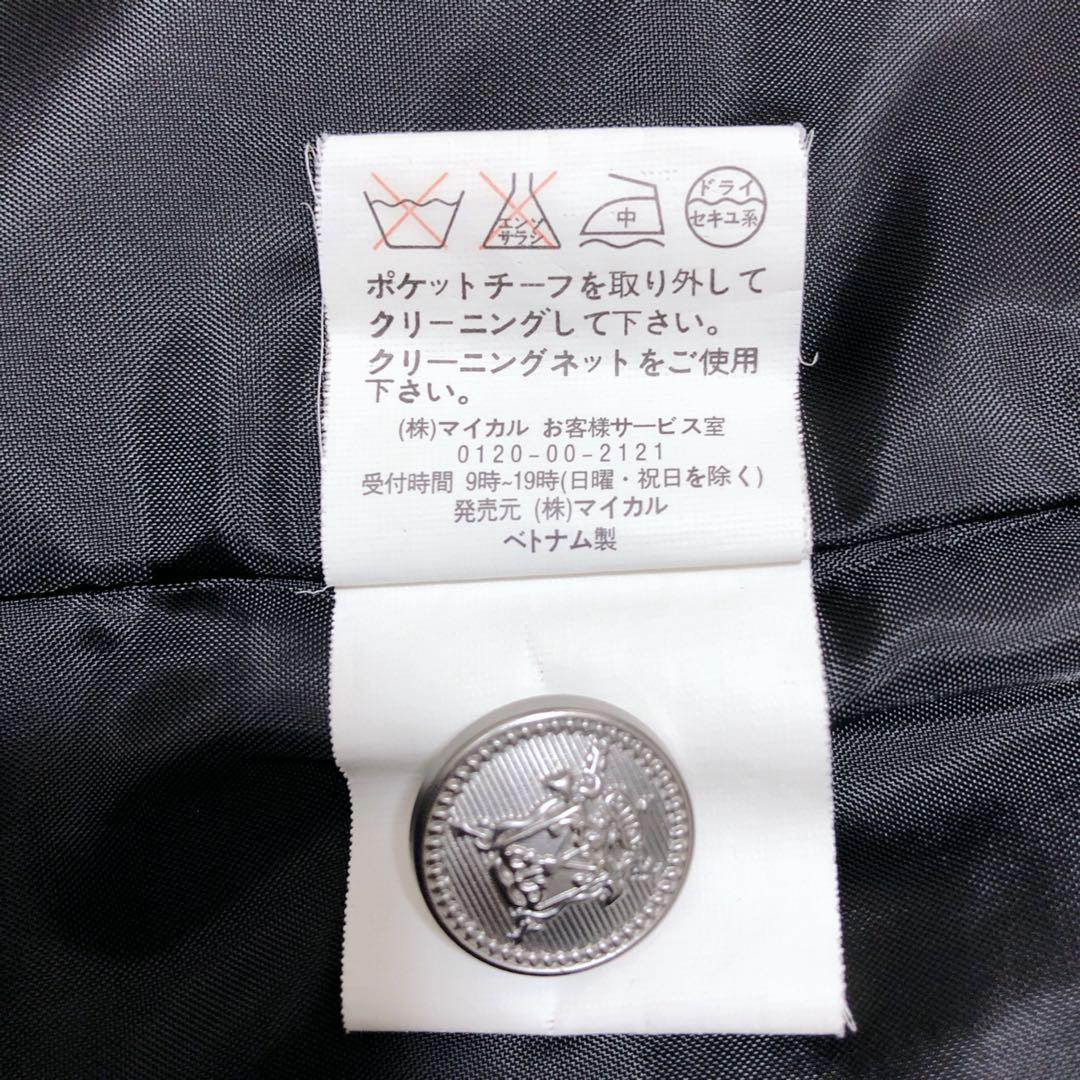 エンソ
サラシ
中
ドライ
セキユ系
ポケットチーフを取り外して
クリーニングして下さい。
クリーニングネットをご使用
下さい。
(株)マイカル お客様サービス室
0120-00-2121
受付時間 9時~19時(日曜・祝日を除く)
発売元 (株)マイカル
ベトナム製